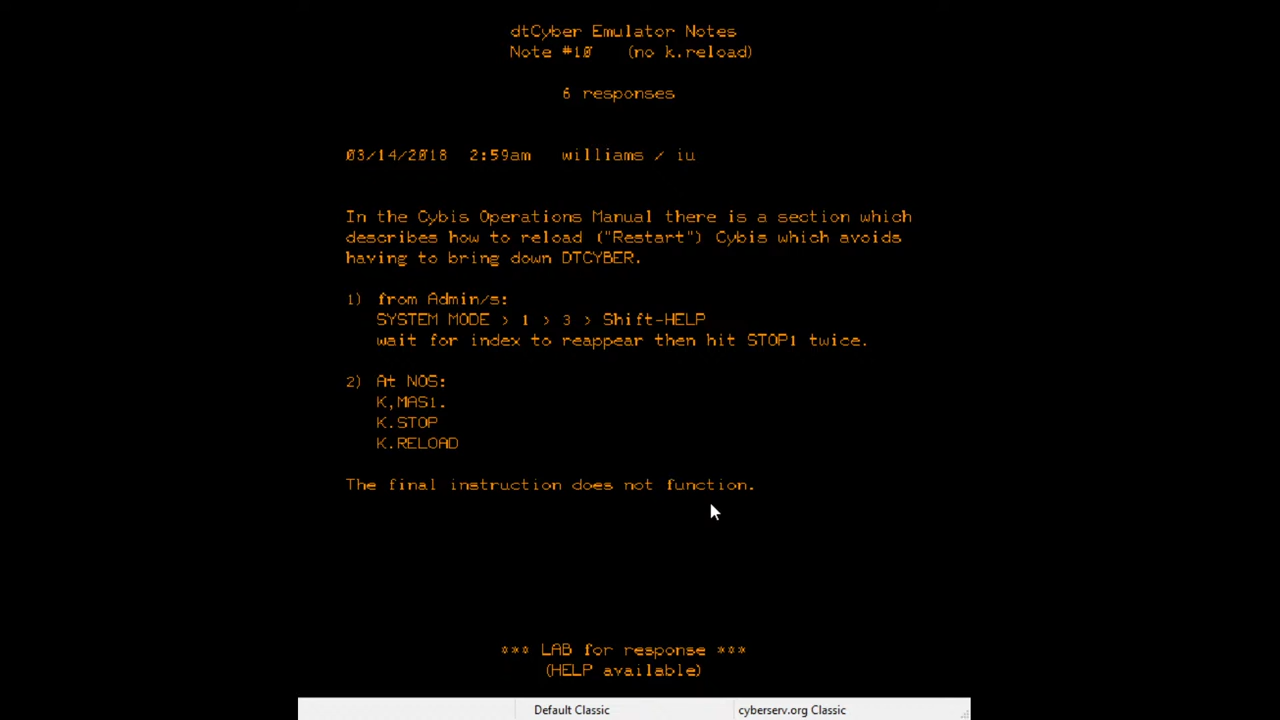 dtCyber Emulator Notes
Note #10 (no k.reload)
6 responses
03/14/2018 2:59am williams / iu
In the Cybis Operations Manual there is a section which
describes how to reload ("Restart") Cybis which avoids
having to bring down DTCYBER.
1) from Admin/s:
SYSTEM MODE > 1 > 3 > Shift-HELP
wait for index to reappear then hit STOP1 twice.
2) At NOS:
K,MAS1.
K.STOP
K.RELOAD
The final instruction does not function.
*** LAB for response ***
(HELP available)
Default Classic cyberserv.org Classic